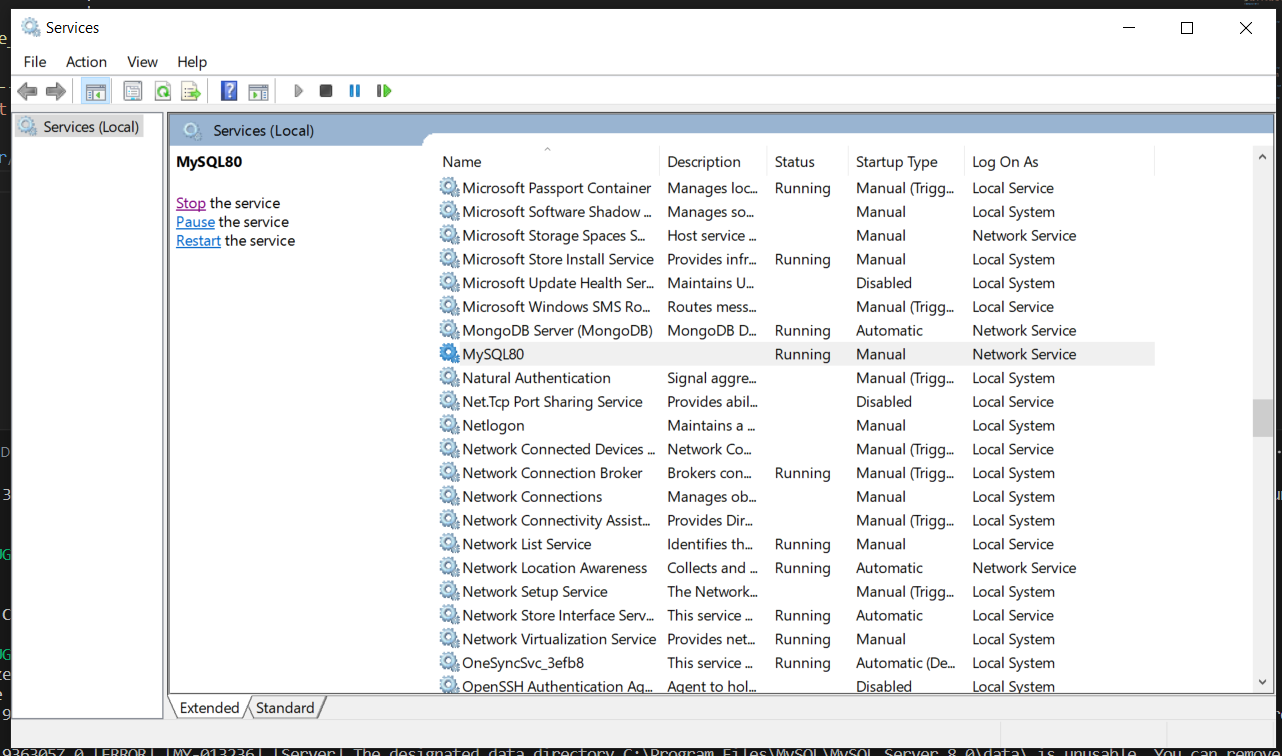 Services
File Action View Help
Services (Local)
Services (Local)
MySQL80
Stop the service
Pause the service
Restart the service
Name Description Status Startup Type Log On As
Microsoft Passport Container Manages loc... Running Manual (Trigg... Local Service
Microsoft Software Shadow ... Manages so... Manual Local System
Microsoft Storage Spaces S... Host service ... Manual Network Service
Microsoft Store Install Service Provides infr... Running Manual Local System
Microsoft Update Health Ser... Maintains U... Disabled Local System
Microsoft Windows SMS Ro... Routes mess... Manual (Trigg... Local Service
MongoDB Server (MongoDB) MongoDB D... Running Automatic Network Service
MySQL80 Running Manual Network Service
Natural Authentication Signal aggre... Manual (Trigg... Local System
Net.Tcp Port Sharing Service Provides abil... Disabled Local Service
Netlogon Maintains a ... Manual Local System
Network Connected Devices ... Network Co... Manual (Trigg... Local Service
Network Connection Broker Brokers con... Running Manual (Trigg... Local System
Network Connections Manages ob... Manual Local System
Network Connectivity Assist... Provides Dir... Manual (Trigg... Local System
Network List Service Identifies th... Running Manual Local Service
Network Location Awareness Collects and ... Running Automatic Network Service
Network Setup Service The Network... Manual (Trigg... Local System
Network Store Interface Serv... This service ... Running Automatic Local Service
Network Virtualization Service Provides net... Running Manual Local System
OneSyncSvc_3efb8 This service ... Running Automatic (De... Local System
OpenSSH Authentication Ag... Agent to hol... Disabled Local System
Extended Standard
936305Z 0 [ERROR] [MY-013236] [Server] The designated data directory C:\Program Files\MySQL\MySQL Server 8.0\data\ is unusable. You can remove